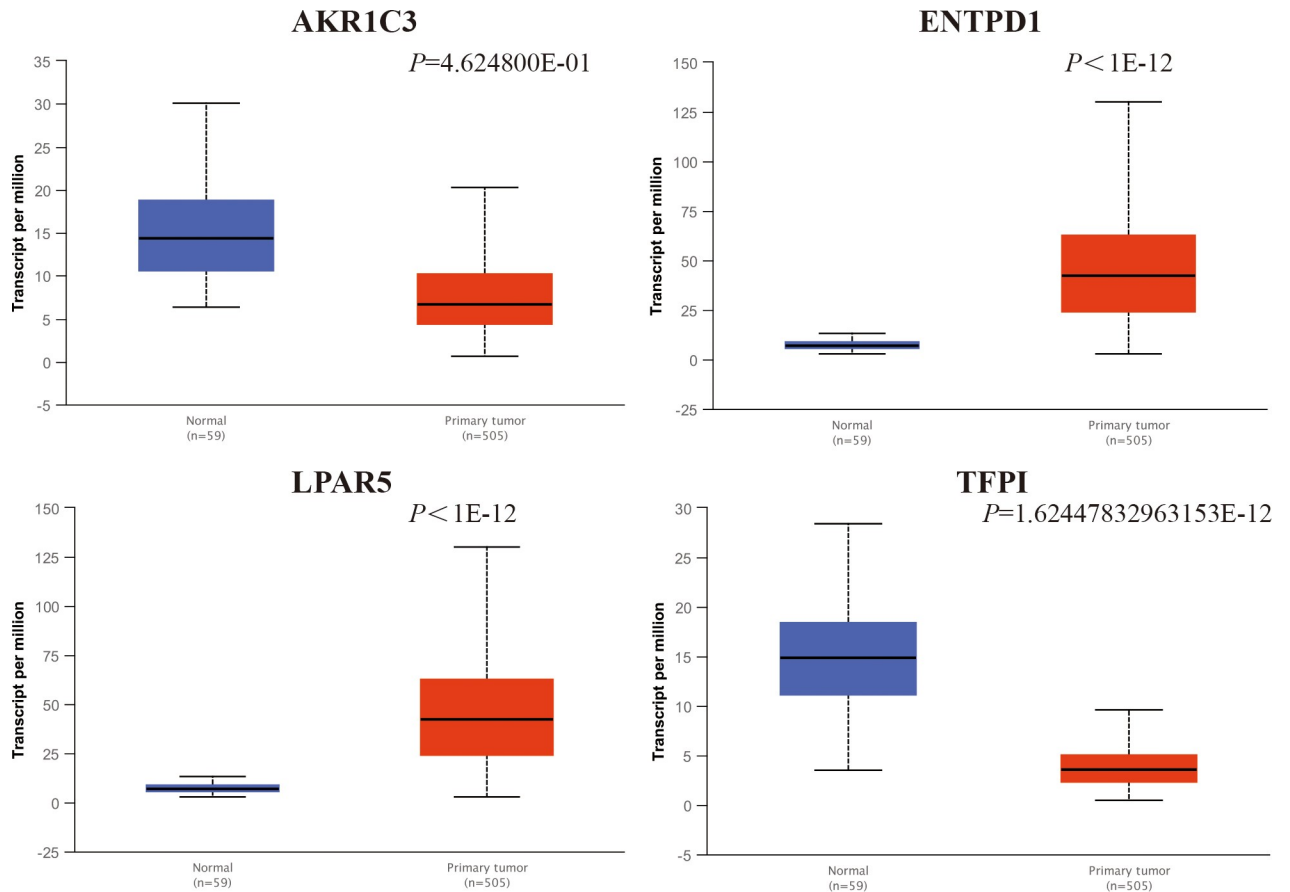 AKR1C3
P=4.624800E-01
35
30
25
20
15
10
5
0
-5
Transcript per million
Normal
(n=59)
Primary tumor
(n=505)
ENTPD1
P<1E-12
150
125
100
75
50
25
0
-25
Transcript per million
Normal
(n=59)
Primary tumor
(n=505)
LPAR5
P<1E-12
150
125
100
75
50
25
0
-25
Transcript per million
Normal
(n=59)
Primary tumor
(n=505)
TFPI
P=1.62447832963153E-12
30
25
20
15
10
5
0
-5
Transcript per million
Normal
(n=59)
Primary tumor
(n=505)